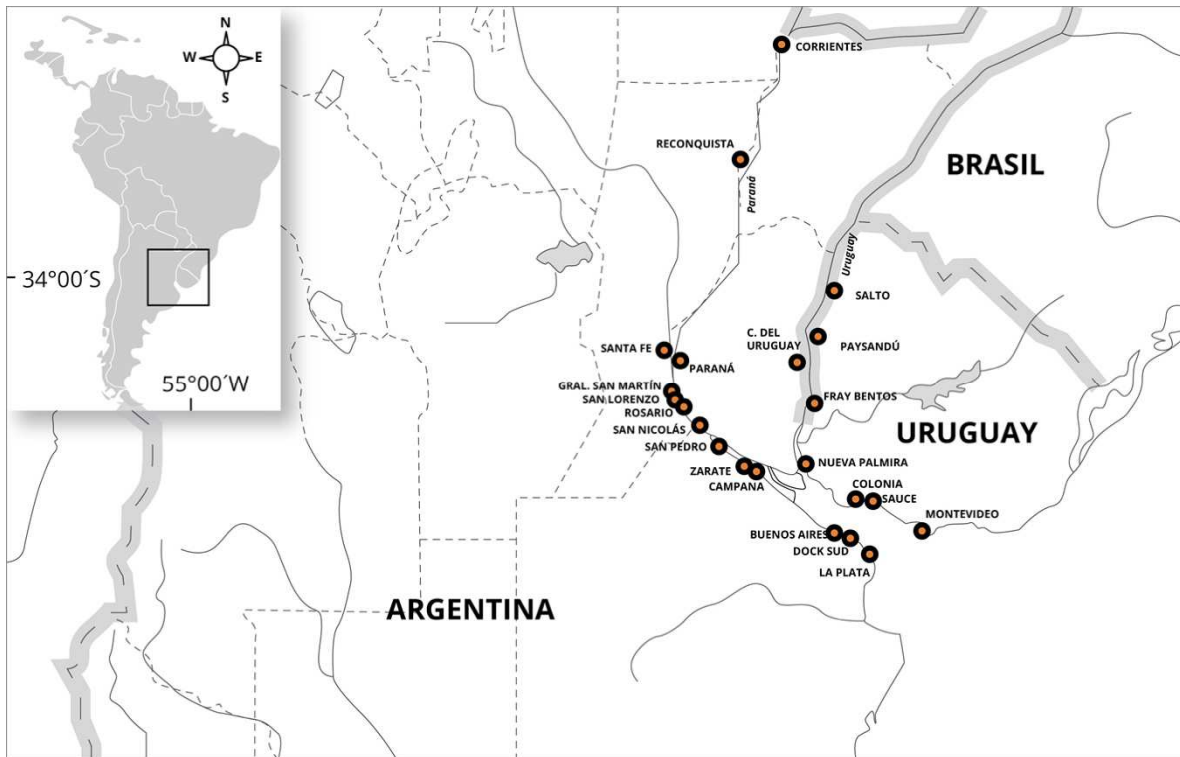 N
W
E
S
34°00´S
55°00´W
CORRIENTES
RECONQUISTA
Paraná
BRASIL
Uruguay
SALTO
C. DEL
URUGUAY
PAYSANDÚ
SANTA FE
PARANÁ
GRAL. SAN MARTÍN
SAN LORENZO
ROSARIO
FRAY BENTOS
SAN NICOLÁS
URUGUAY
SAN PEDRO
ZARATE
CAMPANA
NUEVA PALMIRA
COLONIA
SAUCE
MONTEVIDEO
BUENOS AIRES
DOCK SUD
LA PLATA
ARGENTINA